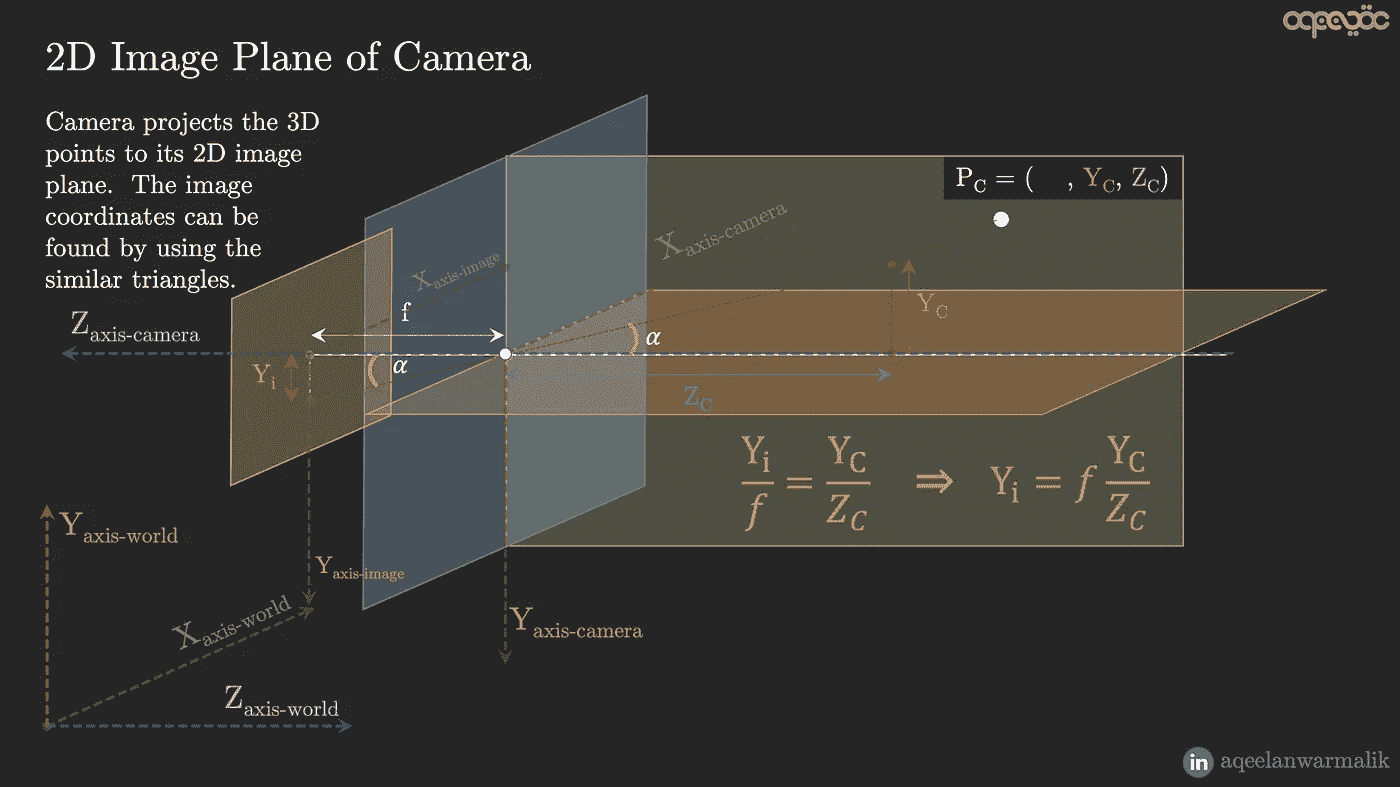 2D Image Plane of Camera
Camera projects the 3D
points to its 2D image
plane. The image
coordinates can be
found by using the
similar triangles.
P_C = ( , Y_C, Z_C)
X_axis-camera
X_axis-image
f
Z_axis-camera
Y_C
α
α
Y_i
Z_C
Y_i/f = Y_C/Z_C ⇒ Y_i = f Y_C/Z_C
Y_axis-world
Y_axis-image
X_axis-world
Y_axis-camera
Z_axis-world
in aqeelanwarmalik